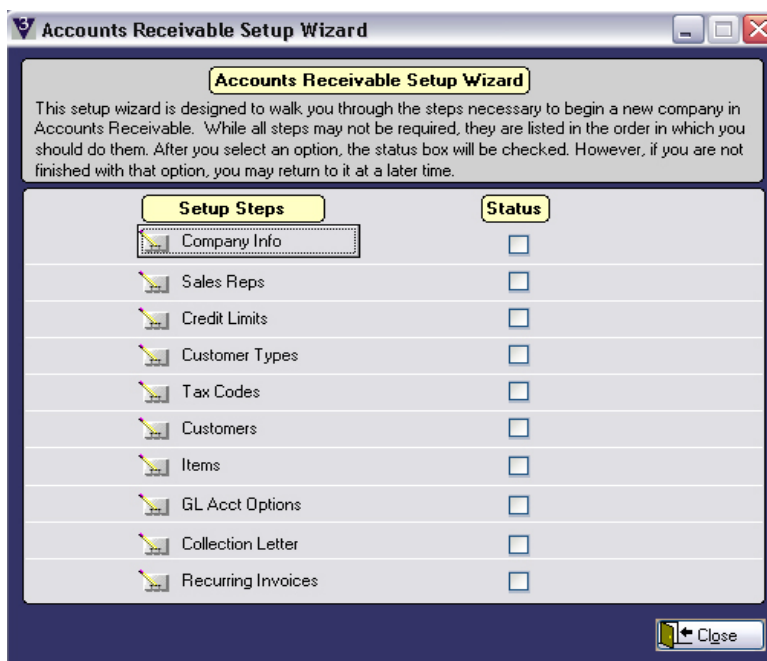 Accounts Receivable Setup Wizard
Accounts Receivable Setup Wizard
This setup wizard is designed to walk you through the steps necessary to begin a new company in
Accounts Receivable. While all steps may not be required, they are listed in the order in which you
should do them. After you select an option, the status box will be checked. However, if you are not
finished with that option, you may return to it at a later time.
Setup Steps Status
Company Info
Sales Reps
Credit Limits
Customer Types
Tax Codes
Customers
Items
GL Acct Options
Collection Letter
Recurring Invoices
Close